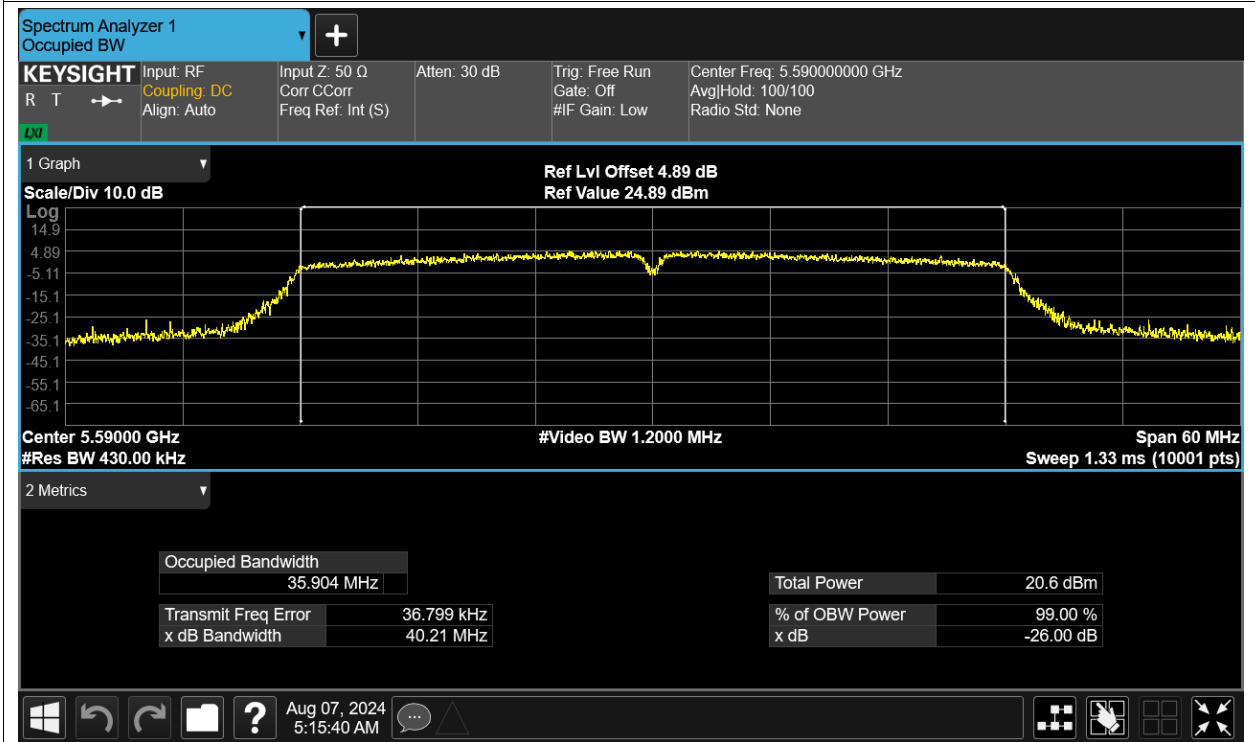 Spectrum Analyzer 1
Occupied BW
KEYSIGHT
R T
LXI
Input: RF
Coupling: DC
Align: Auto
Input Z: 50 Ω
Corr CCorr
Freq Ref: Int (S)
Atten: 30 dB
Trig: Free Run
Gate: Off
#IF Gain: Low
Center Freq: 5.590000000 GHz
Avg|Hold: 100/100
Radio Std: None
1 Graph
Scale/Div 10.0 dB
Ref Lvl Offset 4.89 dB
Ref Value 24.89 dBm
Log
14.9
4.89
-5.11
-15.1
-25.1
-35.1
-45.1
-55.1
-65.1
Center 5.59000 GHz
#Res BW 430.00 kHz
#Video BW 1.2000 MHz
Span 60 MHz
Sweep 1.33 ms (10001 pts)
2 Metrics
Occupied Bandwidth
35.904 MHz
Transmit Freq Error 36.799 kHz
x dB Bandwidth 40.21 MHz
Total Power 20.6 dBm
% of OBW Power 99.00 %
x dB -26.00 dB
?
Aug 07, 2024
5:15:40 AM